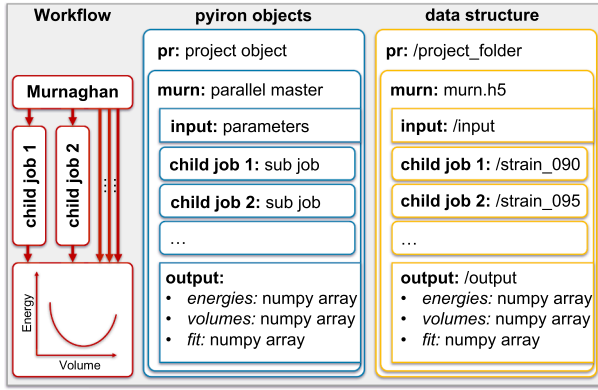 Workflow
Murnaghan
child job 1
child job 2
...
...
Energy
Volume
pyiron objects
pr: project object
murn: parallel master
input: parameters
child job 1: sub job
child job 2: sub job
...
output:
• energies: numpy array
• volumes: numpy array
• fit: numpy array
data structure
pr: /project_folder
murn: murn.h5
input: /input
child job 1: /strain_090
child job 2: /strain_095
...
output: /output
• energies: numpy array
• volumes: numpy array
• fit: numpy array